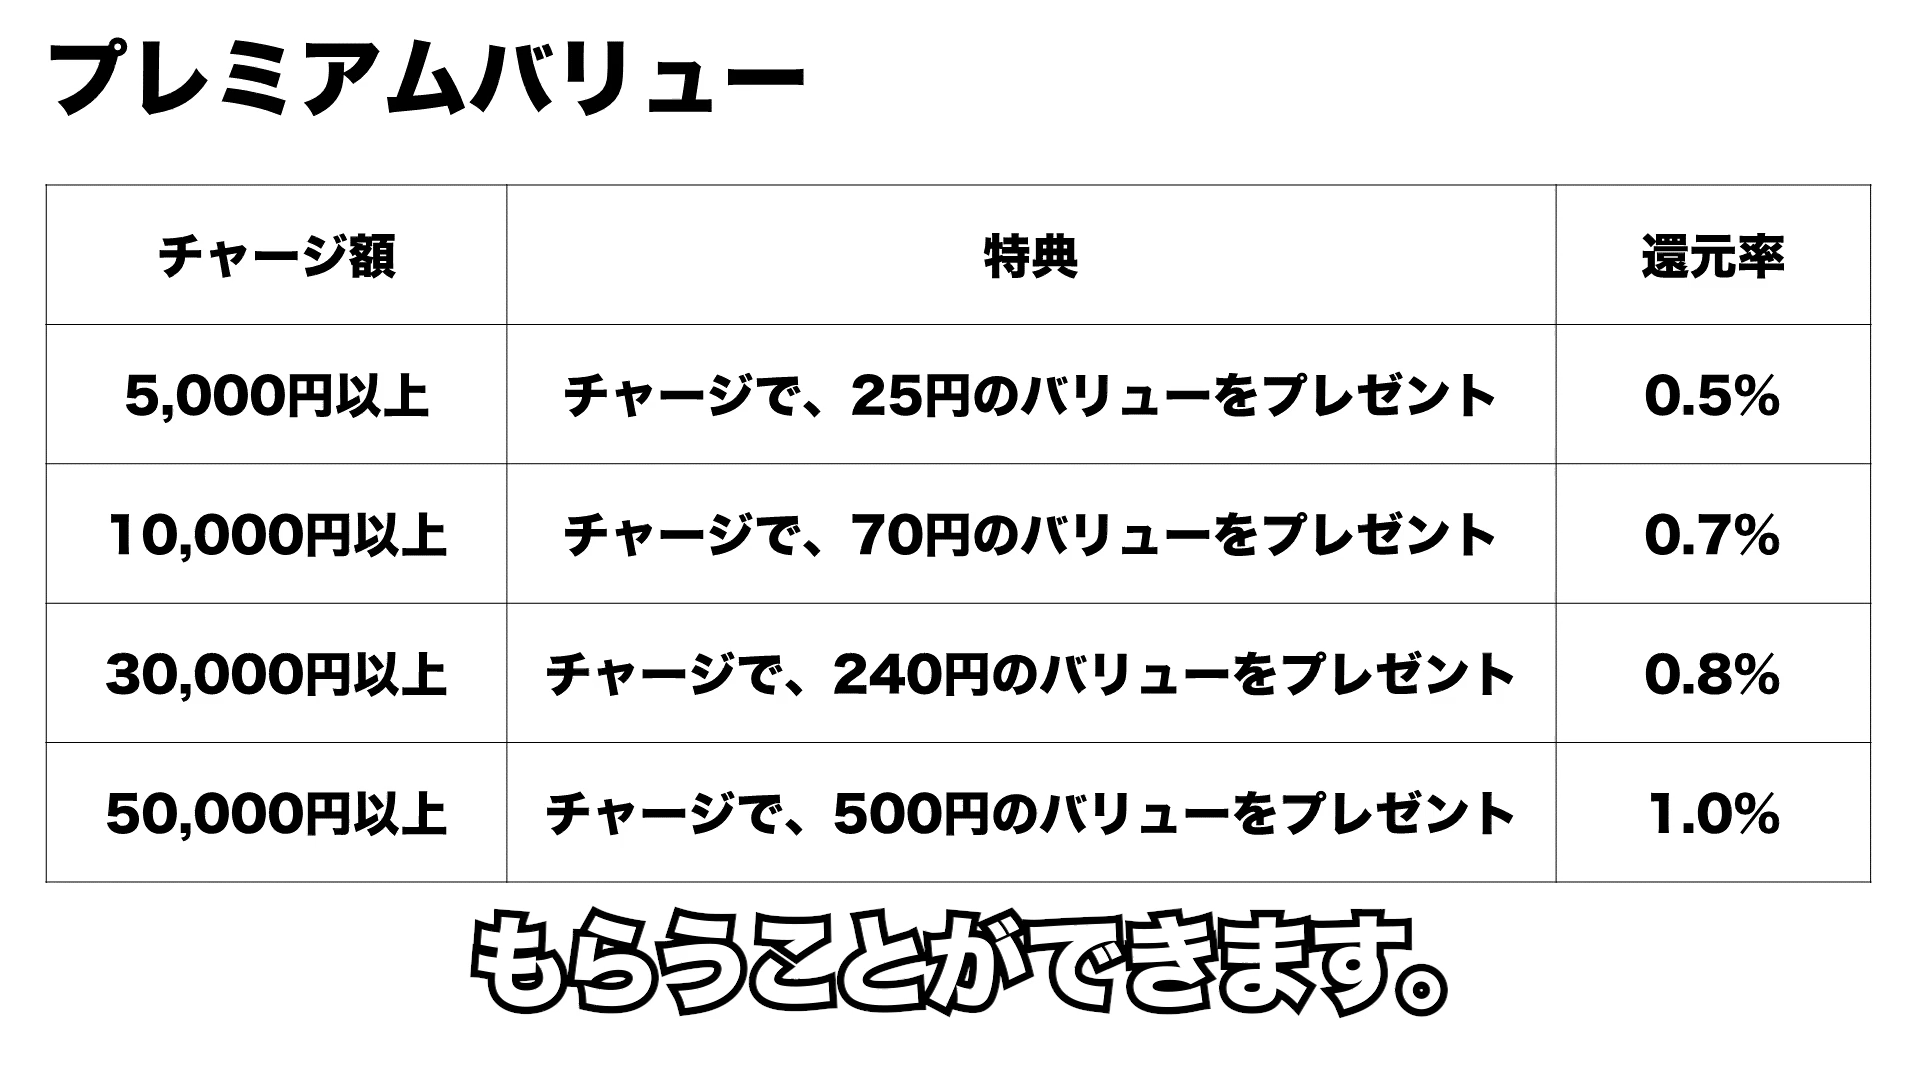 プレミアムバリュー
チャージ額 特典 還元率
5,000円以上 チャージで、25円のバリューをプレゼント 0.5%
10,000円以上 チャージで、70円のバリューをプレゼント 0.7%
30,000円以上 チャージで、240円のバリューをプレゼント 0.8%
50,000円以上 チャージで、500円のバリューをプレゼント 1.0%
もらうことができます。